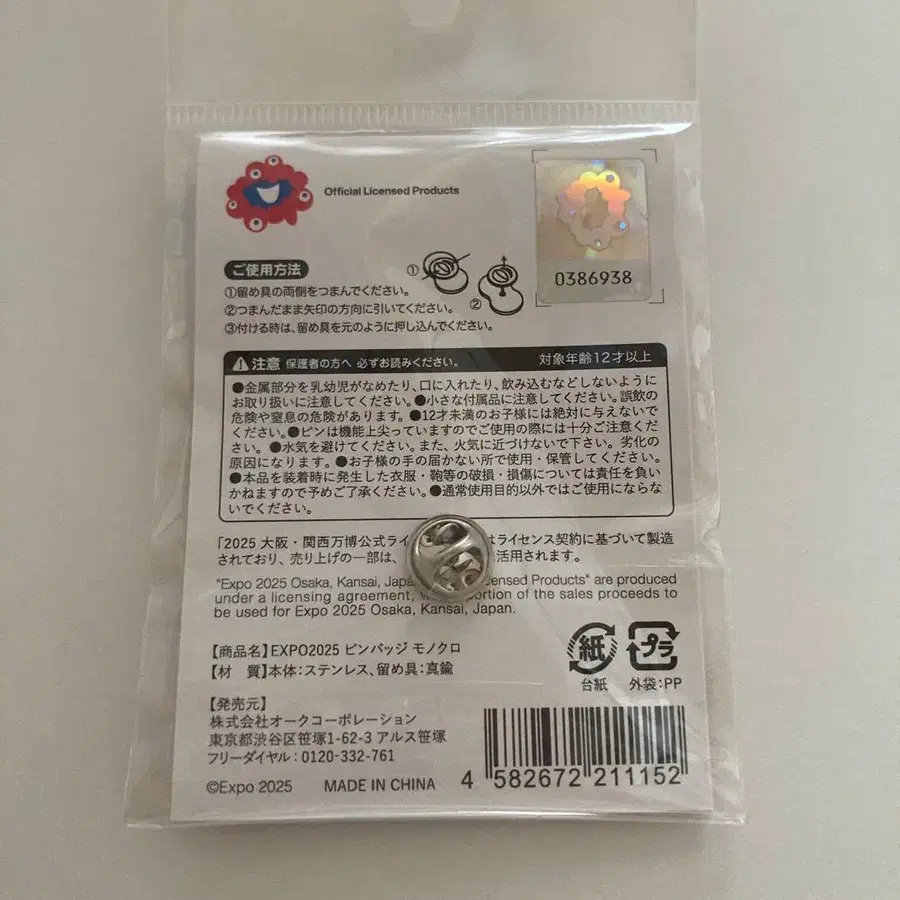 Official Licensed Products
0386938
ご使用方法
①留め具の両側をつまんでください。
②つまんだまま矢印の方向に引いてください。
③付ける時は、留め具を元のように押し込んでください。
①
②
注意 保護者の方へ 必ずお読みください。 対象年齢12才以上
●金属部分を乳幼児がなめたり、口に入れたり、飲み込むなどしないように
お取り扱いに注意してください。●小さな付属品に注意してください。誤飲の
危険や窒息の危険があります。●12才未満のお子様には絶対に与えないで
ください。●ピンは機能上尖っていますのでご使用の際には十分ご注意くだ
さい。●水気を避けてください。また、火気に近づけないで下さい。劣化の
原因になります。●お子様の手の届かない所で使用・保管してください。
●本品を装着時に発生した衣服・鞄等の破損・損傷については責任を負い
かねますので予めご了承ください。●通常使用目的以外ではご使用にならな
いでください。
「2025 大阪・関西万博公式ライ はライセンス契約に基づいて製造
されており、売り上げの一部は、 活用されます。
"Expo 2025 Osaka, Kansai, Japa censed Products" are produced
under a licensing agreement, portion of the sales proceeds to
be used for Expo 2025 Osaka, Kansai, Japan.
【商品名】EXPO2025 ピンバッジ モノクロ
【材　質】本体:ステンレス、留め具:真鍮
紙
台紙
プラ
外袋:PP
【発売元】
株式会社オークコーポレーション
東京都渋谷区笹塚1-62-3 アルス笹塚
フリーダイヤル:0120-332-761
©Expo 2025 MADE IN CHINA
4 582672 211152